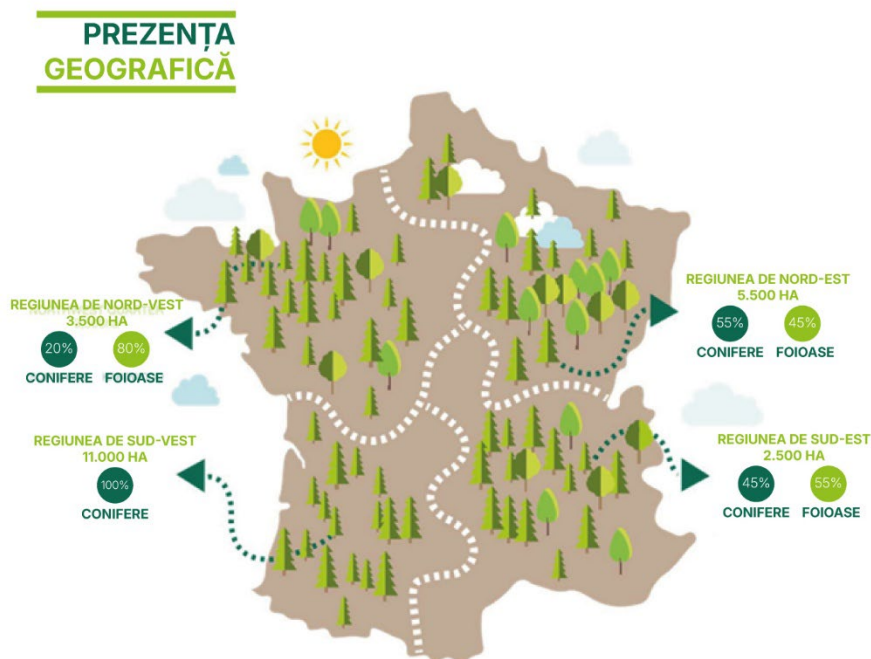 PREZENȚA
GEOGRAFICĂ
REGIUNEA DE NORD-VEST
3.500 HA
20%
80%
CONIFERE
FOIOASE
REGIUNEA DE NORD-EST
5.500 HA
55%
45%
CONIFERE
FOIOASE
REGIUNEA DE SUD-VEST
11.000 HA
100%
CONIFERE
REGIUNEA DE SUD-EST
2.500 HA
45%
55%
CONIFERE
FOIOASE